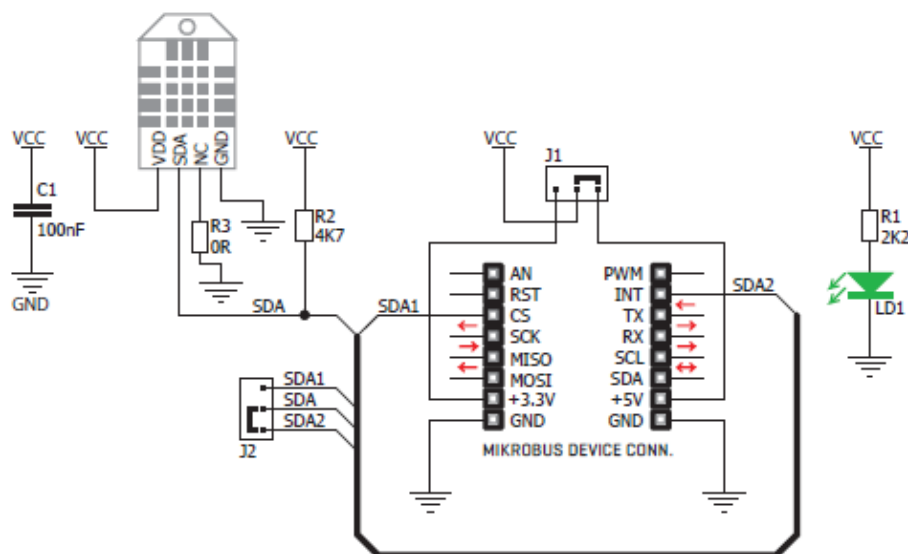 VCC
VCC
VCC
VCC
VCC
VDD
SDA
NC
GND
C1
100nF
GND
R3
0R
R2
4K7
J1
R1
2K2
LD1
SDA
SDA1
SDA2
AN
RST
CS
SCK
MISO
MOSI
+3.3V
GND
PWM
INT
TX
RX
SCL
SDA
+5V
GND
SDA1
SDA
SDA2
J2
MIKROBUS DEVICE CONN.